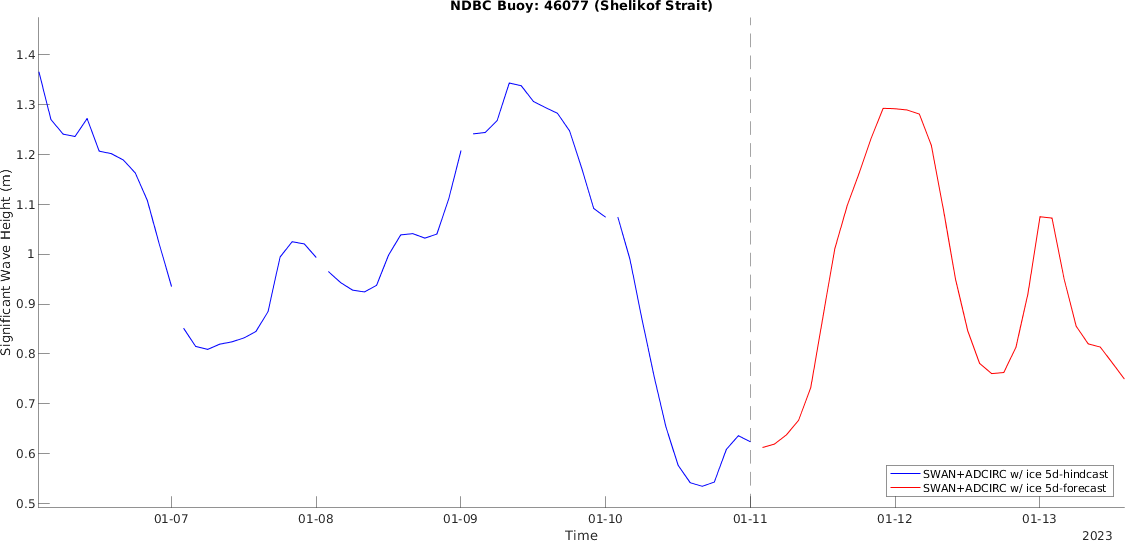 NDBC Buoy: 46077 (Shelikof Strait)
1.4
1.3
1.2
1.1
1
0.9
0.8
0.7
0.6
0.5
Significant Wave Height (m)
SWAN+ADCIRC w/ ice 5d-hindcast
SWAN+ADCIRC w/ ice 5d-forecast
01-07 01-08 01-09 01-10 01-11 01-12 01-13
Time
2023